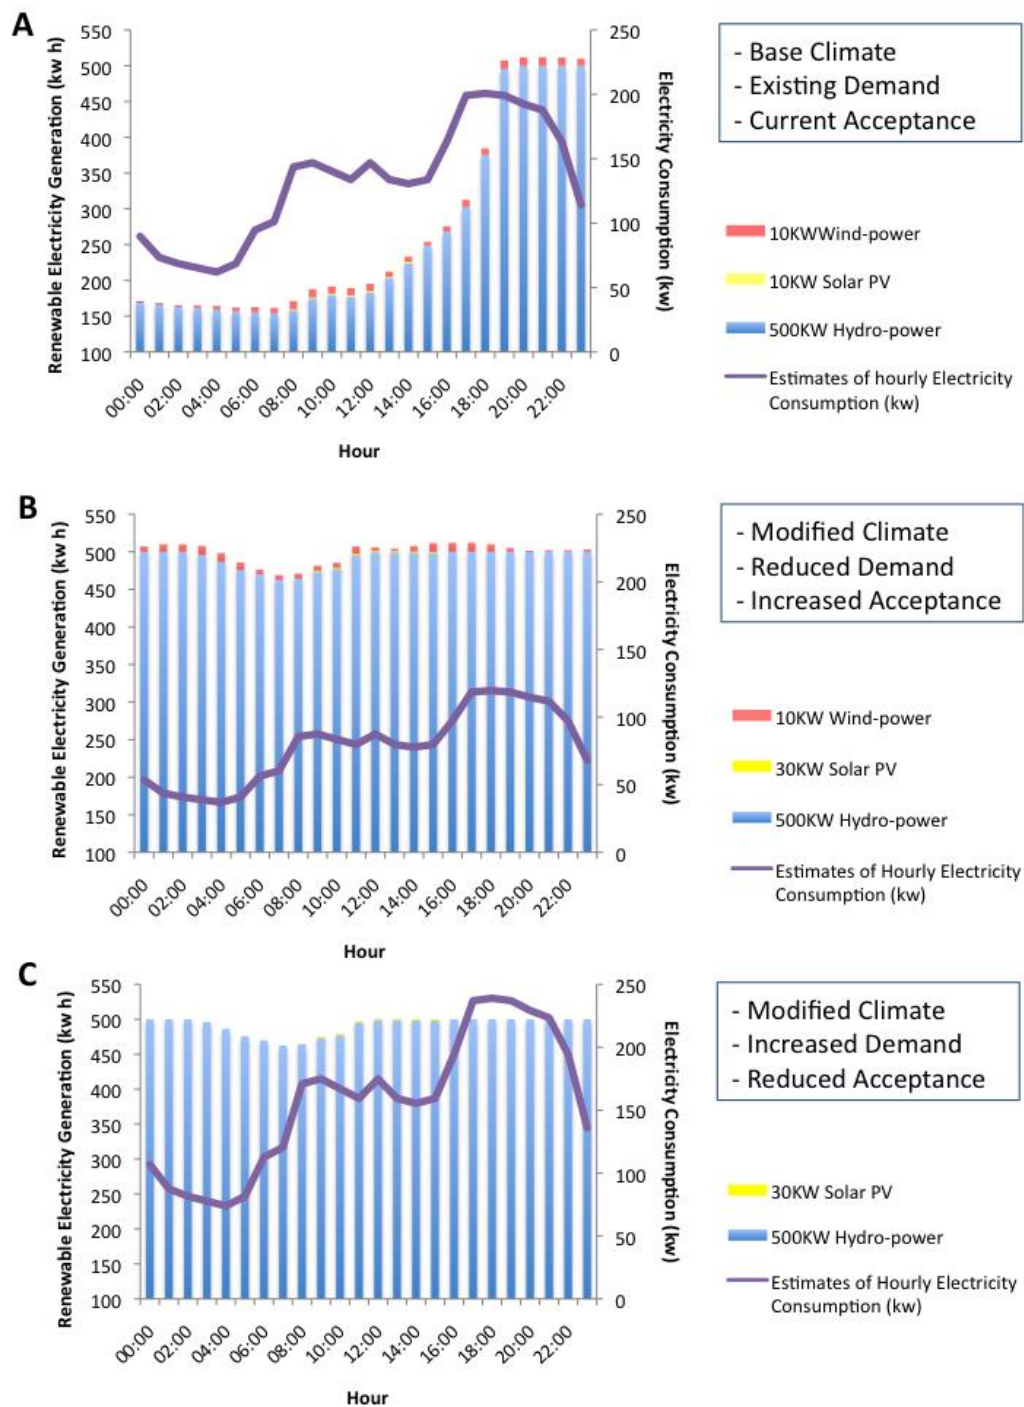 A
Renewable Electricity Generation (kw h)
550
500
450
400
350
300
250
200
150
100
250
200
150
100
50
0
Electricity Consumption (kw)
00:00
02:00
04:00
06:00
08:00
10:00
12:00
14:00
16:00
18:00
20:00
22:00
Hour
- Base Climate
- Existing Demand
- Current Acceptance
10KWWind-power
10KW Solar PV
500KW Hydro-power
Estimates of hourly Electricity
Consumption (kw)
B
Renewable Electricity Generation (kw h)
550
500
450
400
350
300
250
200
150
100
250
200
150
100
50
0
Electricity Consumption (kw)
00:00
02:00
04:00
06:00
08:00
10:00
12:00
14:00
16:00
18:00
20:00
22:00
Hour
- Modified Climate
- Reduced Demand
- Increased Acceptance
10KW Wind-power
30KW Solar PV
500KW Hydro-power
Estimates of Hourly Electricity
Consumption (kw)
C
Renewable Electricity Generation (kw h)
550
500
450
400
350
300
250
200
150
100
250
200
150
100
50
0
Electricity Consumption (kw)
00:00
02:00
04:00
06:00
08:00
10:00
12:00
14:00
16:00
18:00
20:00
22:00
Hour
- Modified Climate
- Increased Demand
- Reduced Acceptance
30KW Solar PV
500KW Hydro-power
Estimates of Hourly Electricity
Consumption (kw)